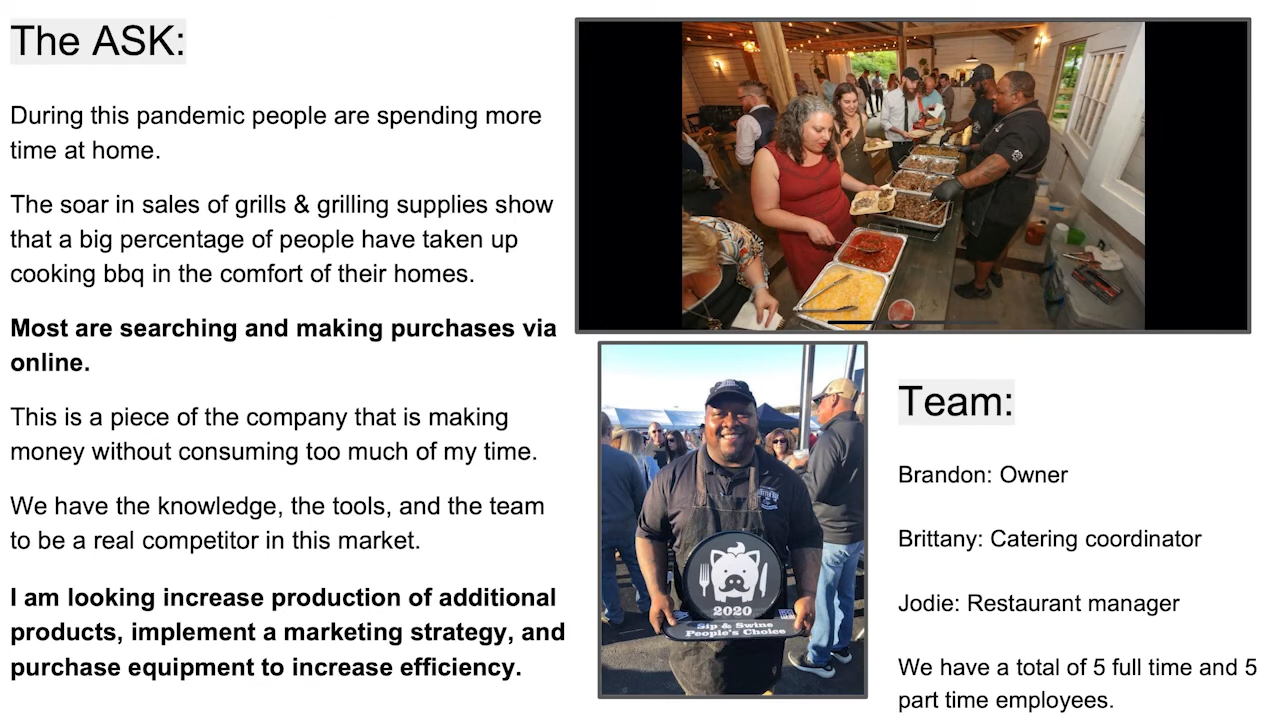 The ASK:
During this pandemic people are spending more
time at home.
The soar in sales of grills & grilling supplies show
that a big percentage of people have taken up
cooking bbq in the comfort of their homes.
Most are searching and making purchases via
online.
This is a piece of the company that is making
money without consuming too much of my time.
We have the knowledge, the tools, and the team
to be a real competitor in this market.
I am looking increase production of additional
products, implement a marketing strategy, and
purchase equipment to increase efficiency.
2020
Sip & Swine
People's Choice
Team:
Brandon: Owner
Brittany: Catering coordinator
Jodie: Restaurant manager
We have a total of 5 full time and 5
part time employees.